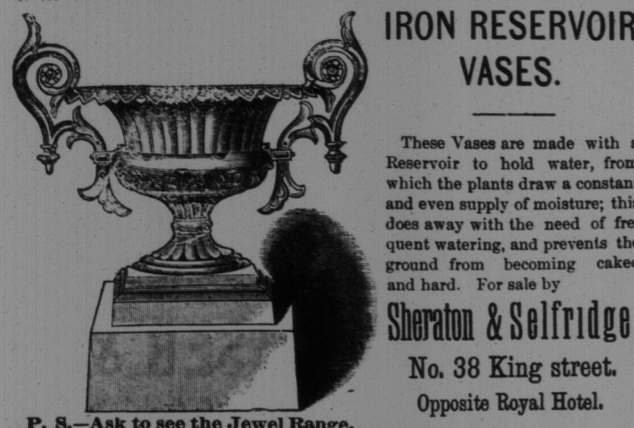 IRON RESERVOIR
VASES.
These Vases are made with a
Reservoir to hold water, from
which the plants draw a constan
and even supply of moisture; this
does away with the need of fre
quent watering, and prevents the
ground from becoming caked
and hard. For sale by
Sheraton & Selfridge
No. 38 King street.
Opposite Royal Hotel.
P. S.—Ask to see the Jewel Range.